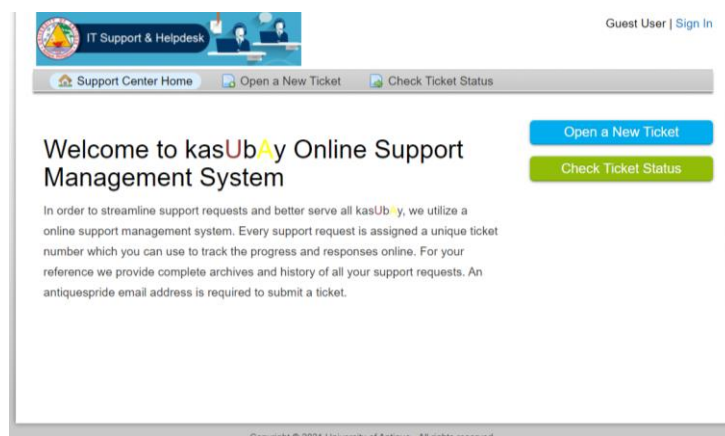 IT Support & Helpdesk
Guest User | Sign In
Support Center Home Open a New Ticket Check Ticket Status
Open a New Ticket
Check Ticket Status
Welcome to kasUbAy Online Support
Management System
In order to streamline support requests and better serve all kasUbAy, we utilize a
online support management system. Every support request is assigned a unique ticket
number which you can use to track the progress and responses online. For your
reference we provide complete archives and history of all your support requests. An
antiquespride email address is required to submit a ticket.